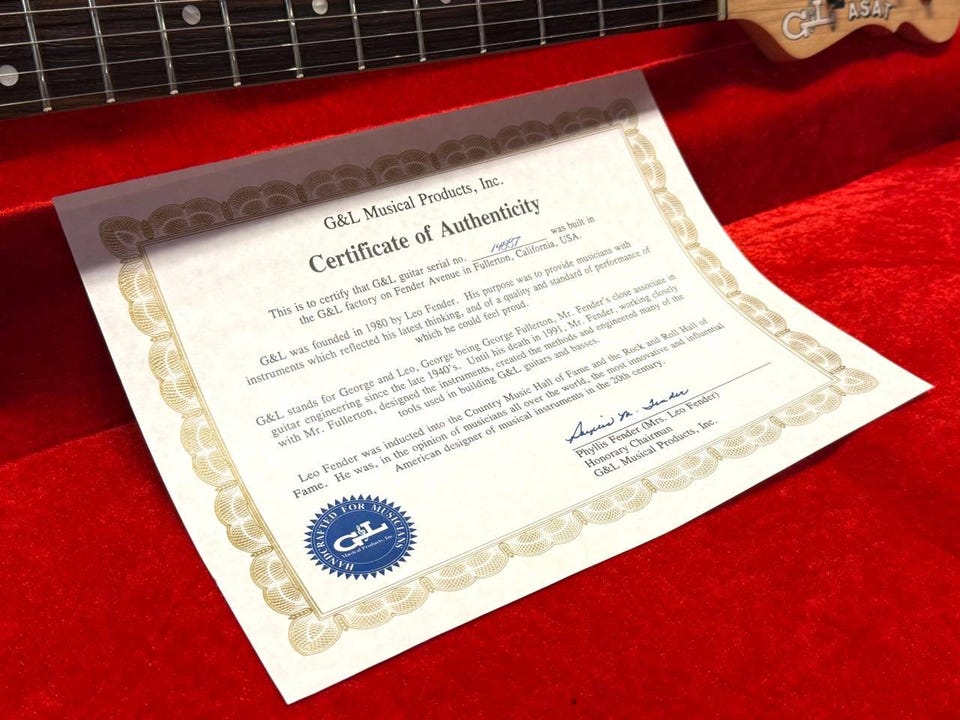 G&L
ASAT
G&L Musical Products, Inc.
Certificate of Authenticity
This is to certify that G&L guitar serial no. was built in
the G&L factory on Fender Avenue in Fullerton, California, USA.
G&L was founded in 1980 by Leo Fender. His purpose was to provide musicians with
instruments which reflected his latest thinking, and of a quality and standard of performance of
which he could feel proud.
G&L stands for George and Leo, George being George Fullerton, Mr. Fender's close associate in
guitar engineering since the late 1940's. Until his death in 1991, Mr. Fender, working closely
with Mr. Fullerton, designed the instruments, created the methods and engineered many of the
tools used in building G&L guitars and basses.
Leo Fender was inducted into the Country Music Hall of Fame and the Rock and Roll Hall of
Fame. He was, in the opinion of musicians all over the world, the most innovative and influential
American designer of musical instruments in the 20th century.
Phyllis M. Fender
Phyllis Fender (Mrs. Leo Fender)
Honorary Chairman
G&L Musical Products, Inc.
HANDCRAFTED FOR MUSICIANS
G&L
Musical Products, Inc.